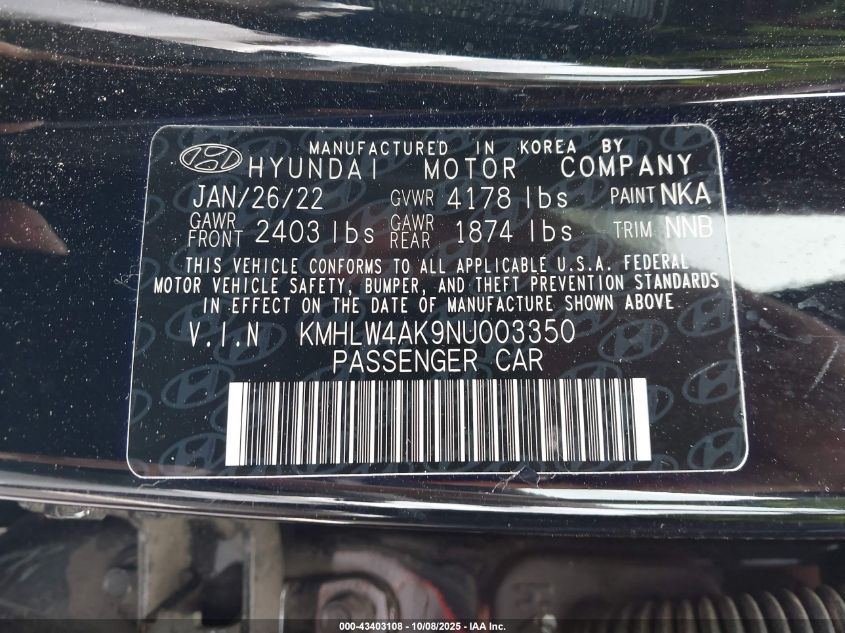 MANUFACTURED IN KOREA BY
HYUNDAI MOTOR COMPANY
JAN/26/22 GVWR 4178 lbs PAINT NKA
GAWR FRONT 2403 lbs GAWR REAR 1874 lbs TRIM NNB
THIS VEHICLE CONFORMS TO ALL APPLICABLE U.S.A. FEDERAL
MOTOR VEHICLE SAFETY, BUMPER, AND THEFT PREVENTION STANDARDS
IN EFFECT ON THE DATE OF MANUFACTURE SHOWN ABOVE.
V.I.N KMHLW4AK9NU003350
PASSENGER CAR
000-43403108 - 10/08/2025 - IAA Inc.